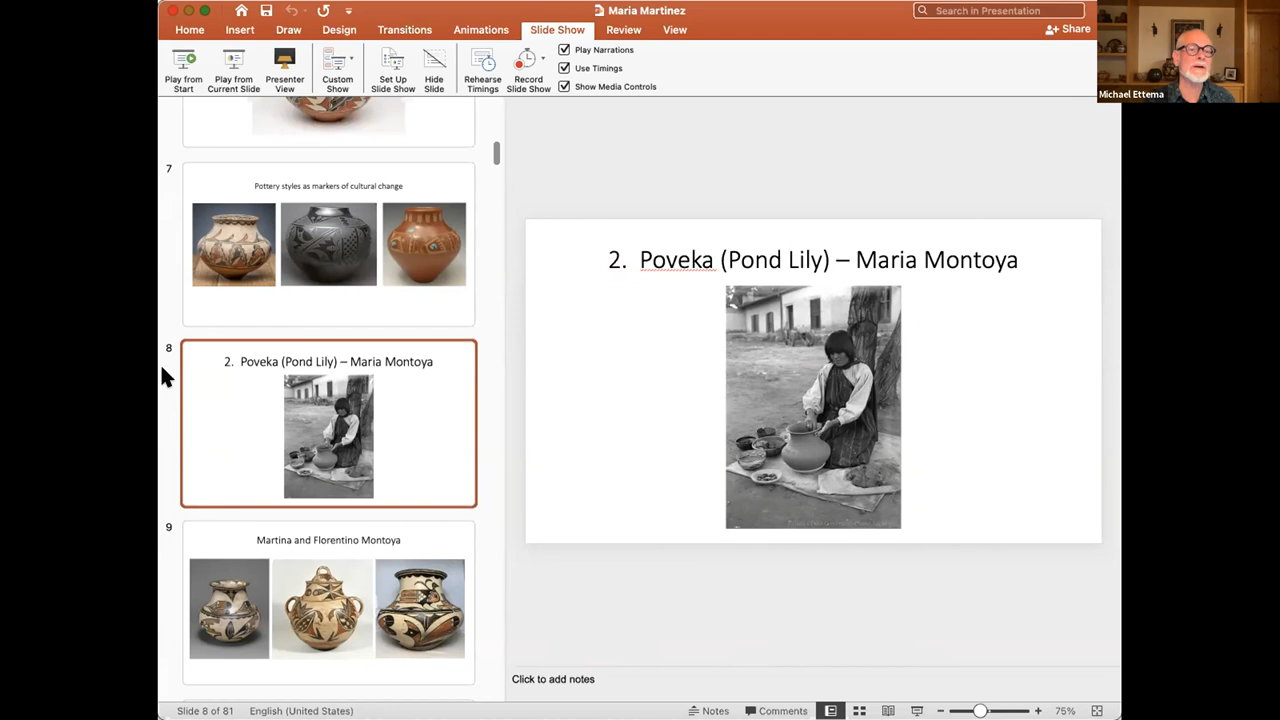 Maria Martinez
Search in Presentation
Home
Insert
Draw
Design
Transitions
Animations
Slide Show
Review
View
Share
Play from
Start
Play from
Current Slide
Presenter
View
Custom
Show
Set Up
Slide Show
Hide
Slide
Rehearse
Timings
Record
Slide Show
Play Narrations
Use Timings
Show Media Controls
Michael Ettema
7
Pottery styles as markers of cultural change
8
2. Poveka (Pond Lily) – Maria Montoya
9
Martina and Florentino Montoya
2. Poveka (Pond Lily) – Maria Montoya
Click to add notes
Slide 8 of 81
English (United States)
Notes
Comments
75%